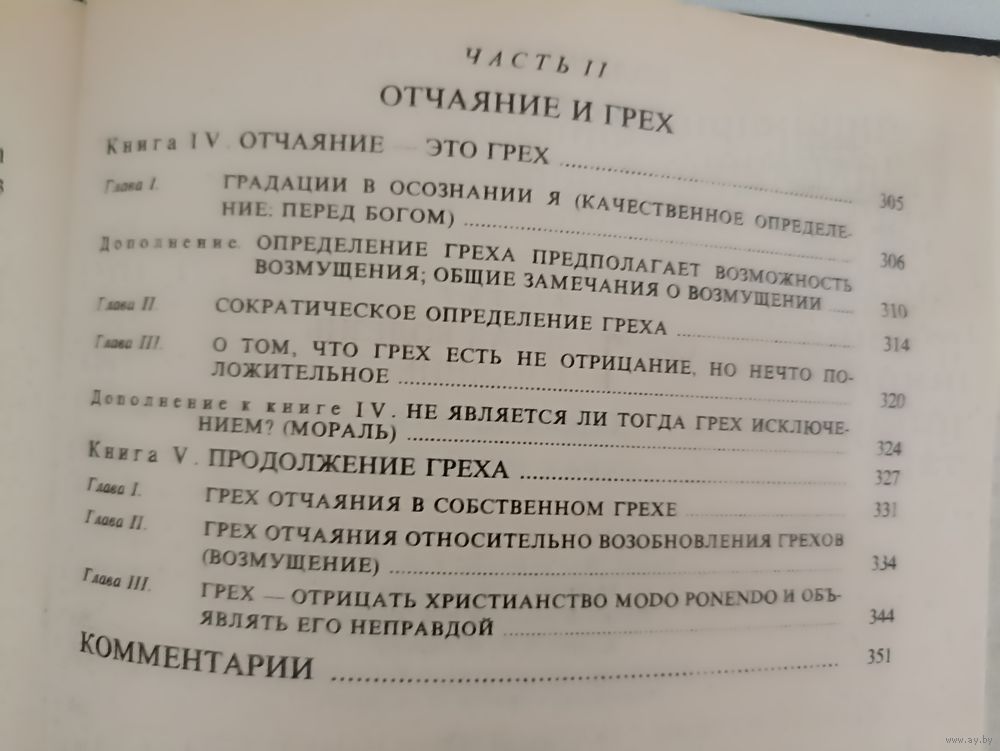 ЧАСТЬ II
ОТЧАЯНИЕ И ГРЕХ
Книга IV. ОТЧАЯНИЕ — ЭТО ГРЕХ ..... 305
Глава I. ГРАДАЦИИ В ОСОЗНАНИИ Я (КАЧЕСТВЕННОЕ ОПРЕДЕЛЕ-
НИЕ: ПЕРЕД БОГОМ) ..... 306
Дополнение. ОПРЕДЕЛЕНИЕ ГРЕХА ПРЕДПОЛАГАЕТ ВОЗМОЖНОСТЬ
ВОЗМУЩЕНИЯ; ОБЩИЕ ЗАМЕЧАНИЯ О ВОЗМУЩЕНИИ ..... 310
Глава II. СОКРАТИЧЕСКОЕ ОПРЕДЕЛЕНИЕ ГРЕХА ..... 314
Глава III. О ТОМ, ЧТО ГРЕХ ЕСТЬ НЕ ОТРИЦАНИЕ, НО НЕЧТО ПО-
ЛОЖИТЕЛЬНОЕ ..... 320
Дополнение к книге IV. НЕ ЯВЛЯЕТСЯ ЛИ ТОГДА ГРЕХ ИСКЛЮЧЕ-
НИЕМ? (МОРАЛЬ) ..... 324
Книга V. ПРОДОЛЖЕНИЕ ГРЕХА ..... 327
Глава I. ГРЕХ ОТЧАЯНИЯ В СОБСТВЕННОМ ГРЕХЕ ..... 331
Глава II. ГРЕХ ОТЧАЯНИЯ ОТНОСИТЕЛЬНО ВОЗОБНОВЛЕНИЯ ГРЕХОВ
(ВОЗМУЩЕНИЕ) ..... 334
Глава III. ГРЕХ — ОТРИЦАТЬ ХРИСТИАНСТВО MODO PONENDO И ОБЪ-
ЯВЛЯТЬ ЕГО НЕПРАВДОЙ ..... 344
КОММЕНТАРИИ ..... 351
www.ay.by